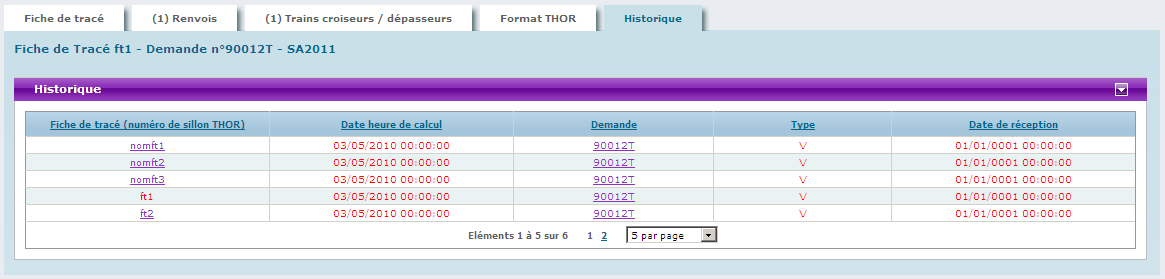 Fiche de tracé (1) Renvois (1) Trains croiseurs / dépasseurs Format THOR Historique
Fiche de Tracé ft1 - Demande n°90012T - SA2011
Historique
Fiche de tracé (numéro de sillon THOR) Date heure de calcul Demande Type Date de réception
nomft1 03/05/2010 00:00:00 90012T V 01/01/0001 00:00:00
nomft2 03/05/2010 00:00:00 90012T V 01/01/0001 00:00:00
nomft3 03/05/2010 00:00:00 90012T V 01/01/0001 00:00:00
ft1 03/05/2010 00:00:00 90012T V 01/01/0001 00:00:00
ft2 03/05/2010 00:00:00 90012T V 01/01/0001 00:00:00
Eléments 1 à 5 sur 6 1 2 5 par page